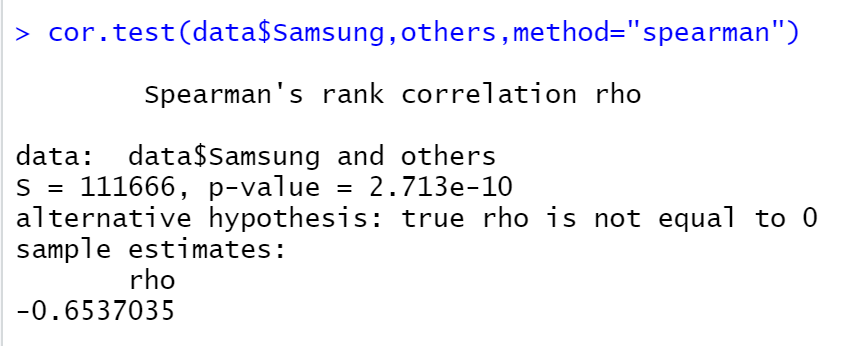 > cor.test(data$Samsung,others,method="spearman")
Spearman's rank correlation rho
data:  data$Samsung and others
S = 111666, p-value = 2.713e-10
alternative hypothesis: true rho is not equal to 0
sample estimates:
rho
-0.6537035